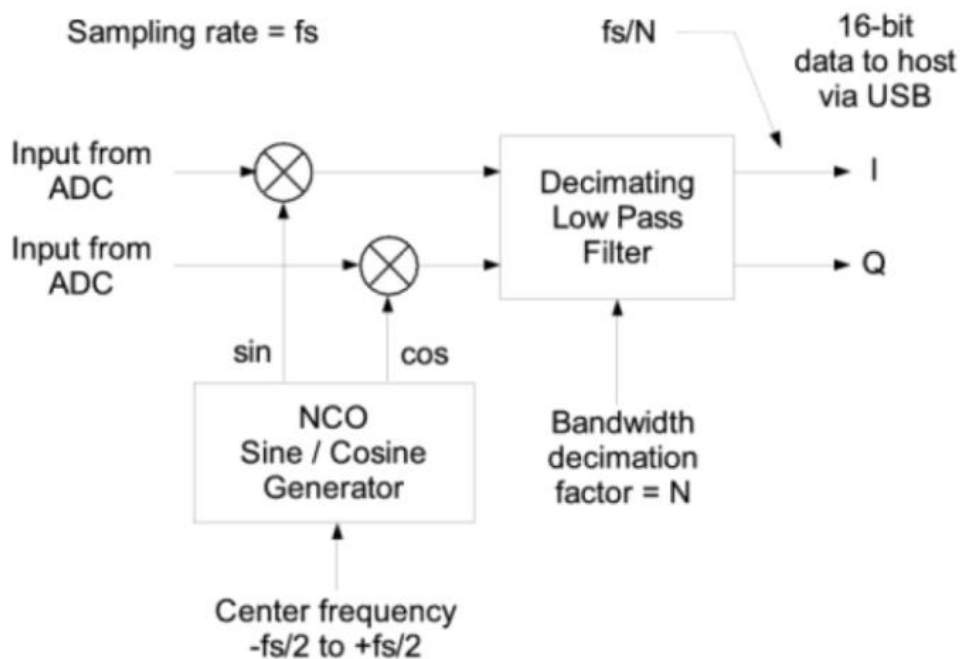 Sampling rate = fs
fs/N
16-bit
data to host
via USB
Input from
ADC
I
Decimating
Low Pass
Filter
Input from
ADC
Q
sin
cos
NCO
Sine / Cosine
Generator
Bandwidth
decimation
factor = N
Center frequency
-fs/2 to +fs/2